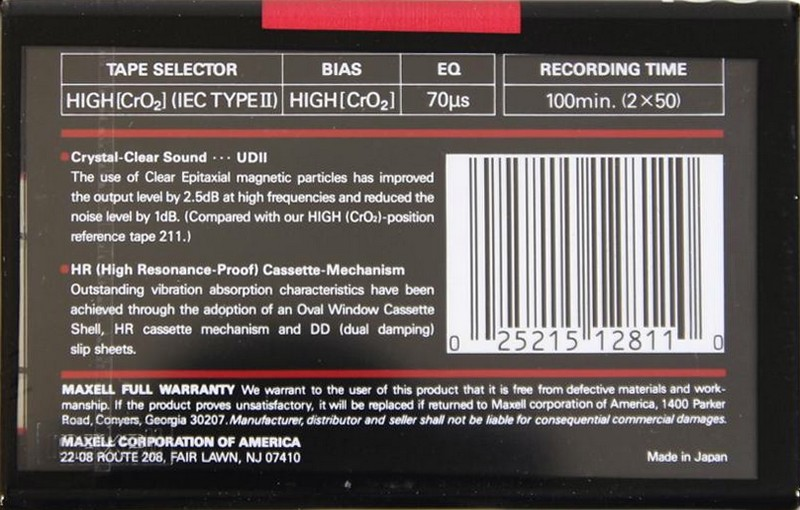 TAPE SELECTOR BIAS EQ RECORDING TIME
HIGH[CrO₂] (IEC TYPEⅡ) HIGH[CrO₂] 70µs 100min. (2×50)
Crystal-Clear Sound ··· UDII
The use of Clear Epitaxial magnetic particles has improved
the output level by 2.5dB at high frequencies and reduced the
noise level by 1dB. (Compared with our HIGH (CrO₂)-position
reference tape 211.)
HR (High Resonance-Proof) Cassette-Mechanism
Outstanding vibration absorption characteristics have been
achieved through the adoption of an Oval Window Cassette
Shell, HR cassette mechanism and DD (dual damping)
slip sheets.
0 25215 12811 0
MAXELL FULL WARRANTY We warrant to the user of this product that it is free from defective materials and work-
manship. If the product proves unsatisfactory, it will be replaced if returned to Maxell corporation of America, 1400 Parker
Road, Conyers, Georgia 30207. Manufacturer, distributor and seller shall not be liable for consequential commercial damages.
MAXELL CORPORATION OF AMERICA
22-08 ROUTE 208, FAIR LAWN, NJ 07410 Made in Japan